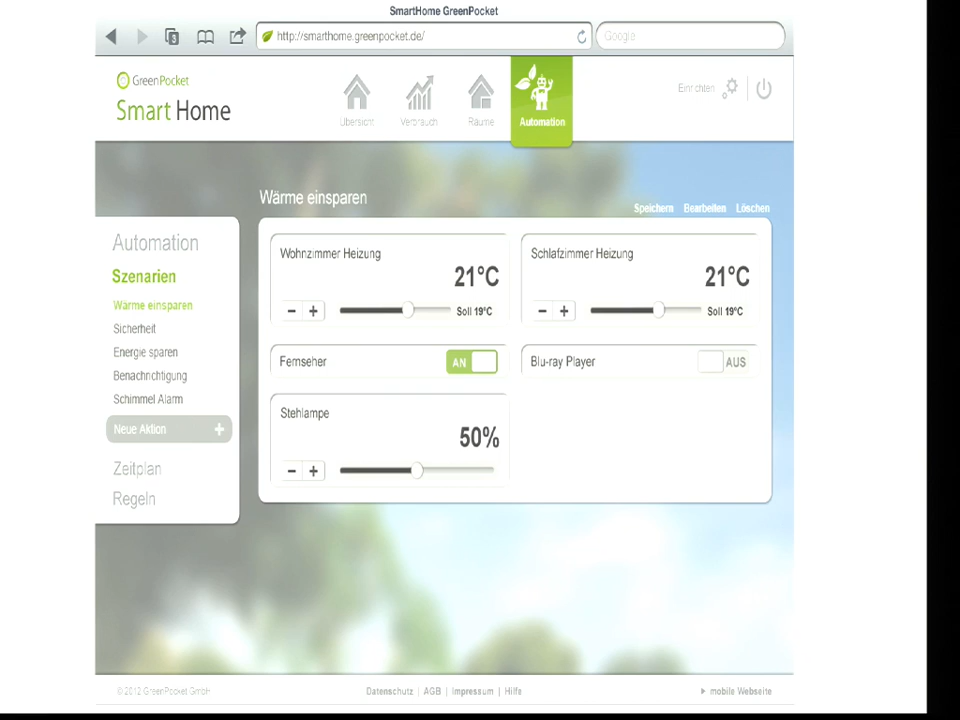 SmartHome GreenPocket
3
http://smarthome.greenpocket.de/
Google
GreenPocket
Smart Home
Übersicht
Verbrauch
Räume
Automation
Einrichten
Wärme einsparen
Speichern Bearbeiten Löschen
Automation
Szenarien
Wärme einsparen
Sicherheit
Energie sparen
Benachrichtigung
Schimmel Alarm
Neue Aktion +
Zeitplan
Regeln
Wohnzimmer Heizung
21°C
− + Soll 19°C
Schlafzimmer Heizung
21°C
− + Soll 19°C
Fernseher AN
Blu-ray Player AUS
Stehlampe
50%
− +
© 2012 GreenPocket GmbH
Datenschutz | AGB | Impressum | Hilfe
mobile Webseite